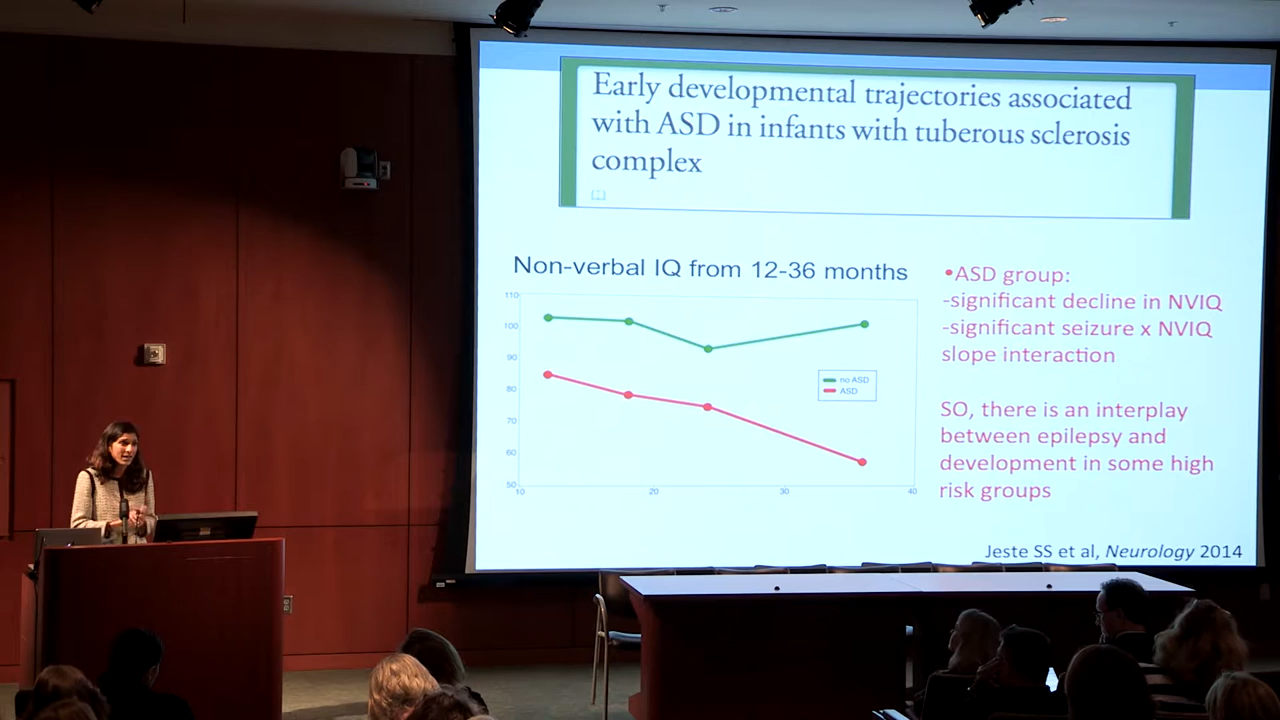 Early developmental trajectories associated
with ASD in infants with tuberous sclerosis
complex
Non-verbal IQ from 12-36 months
110
100
90
80
70
60
50
10
20
30
40
no ASD
ASD
•ASD group:
-significant decline in NVIQ
-significant seizure x NVIQ
slope interaction
SO, there is an interplay
between epilepsy and
development in some high
risk groups
Jeste SS et al, Neurology 2014